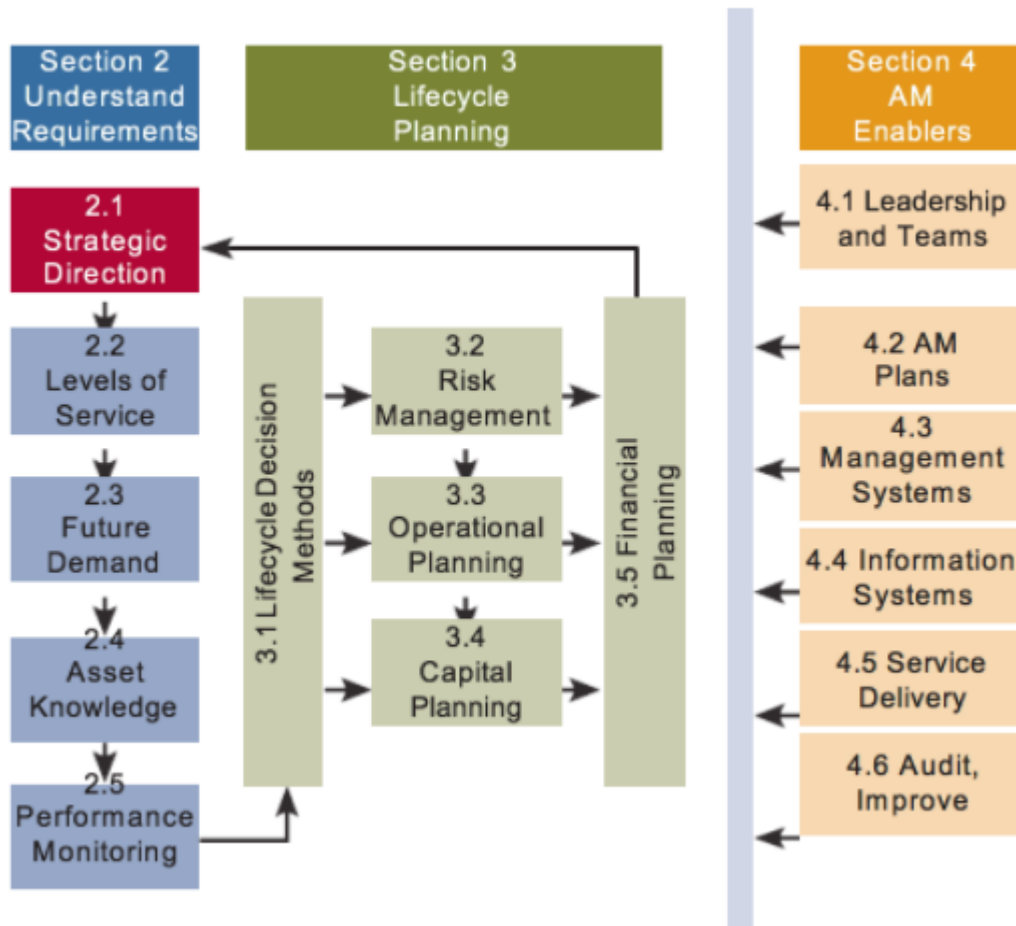 Section 2
Understand
Requirements
Section 3
Lifecycle
Planning
Section 4
AM
Enablers
2.1
Strategic
Direction
2.2
Levels of
Service
2.3
Future
Demand
2.4
Asset
Knowledge
2.5
Performance
Monitoring
3.1 Lifecycle Decision
Methods
3.2
Risk
Management
3.3
Operational
Planning
3.4
Capital
Planning
3.5 Financial
Planning
4.1 Leadership
and Teams
4.2 AM
Plans
4.3
Management
Systems
4.4 Information
Systems
4.5 Service
Delivery
4.6 Audit,
Improve